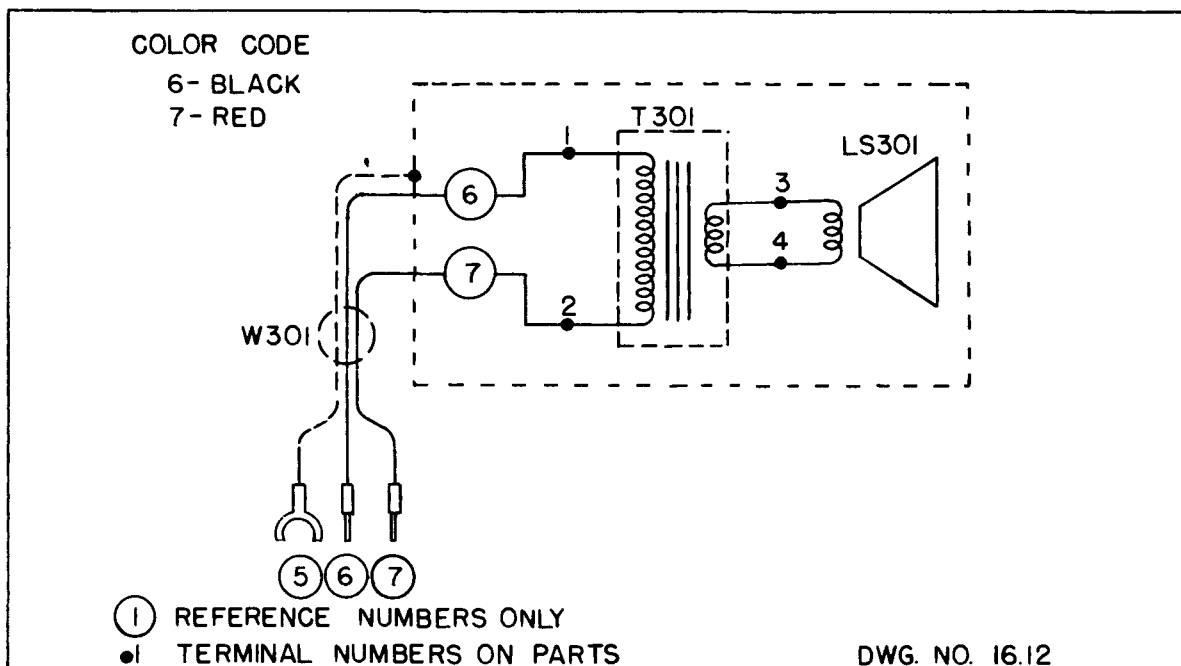 COLOR CODE
6- BLACK
7- RED
T301
LS301
1
6
3
4
7
2
W301
5 6 7
1 REFERENCE NUMBERS ONLY
•1 TERMINAL NUMBERS ON PARTS
DWG. NO. 16.12